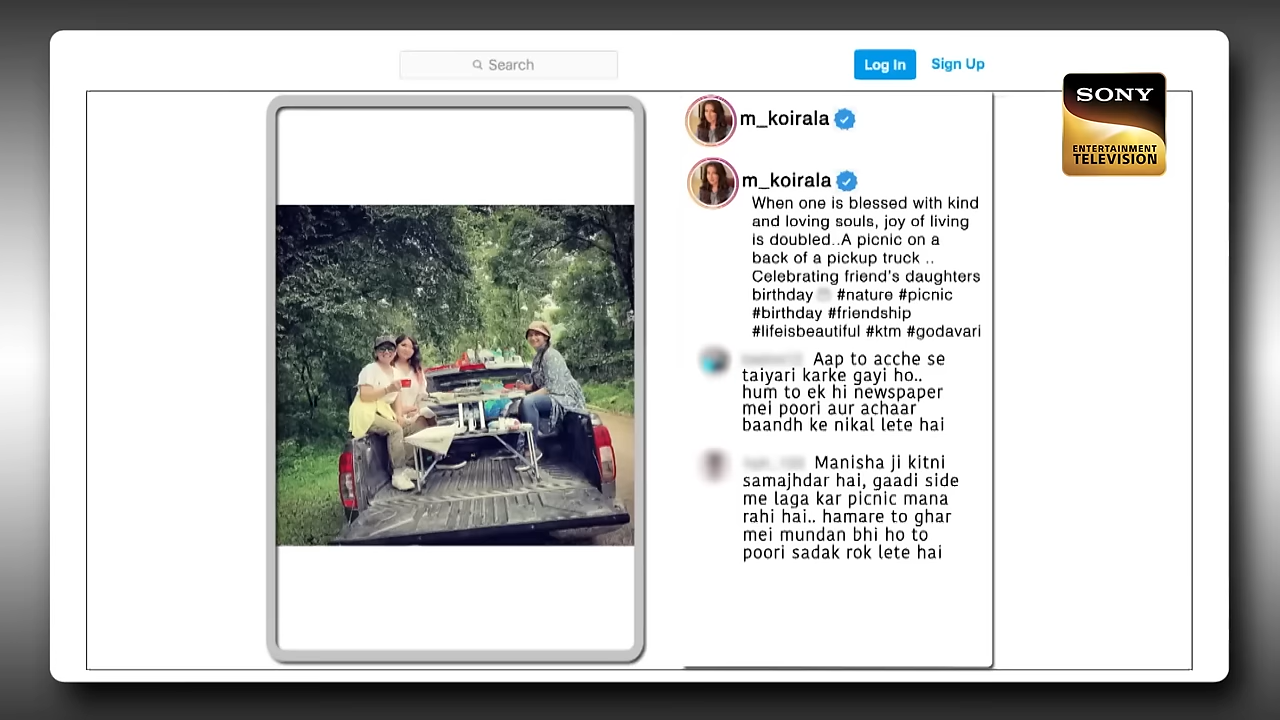 Search
Log In
Sign Up
SONY
ENTERTAINMENT
TELEVISION
m_koirala
m_koirala
When one is blessed with kind
and loving souls, joy of living
is doubled..A picnic on a
back of a pickup truck ..
Celebrating friend's daughters
birthday #nature #picnic
#birthday #friendship
#lifeisbeautiful #ktm #godavari
Aap to acche se
taiyari karke gayi ho..
hum to ek hi newspaper
mei poori aur achaar
baandh ke nikal lete hai
Manisha ji kitni
samajhdar hai, gaadi side
me laga kar picnic mana
rahi hai.. hamare to ghar
mei mundan bhi ho to
poori sadak rok lete hai